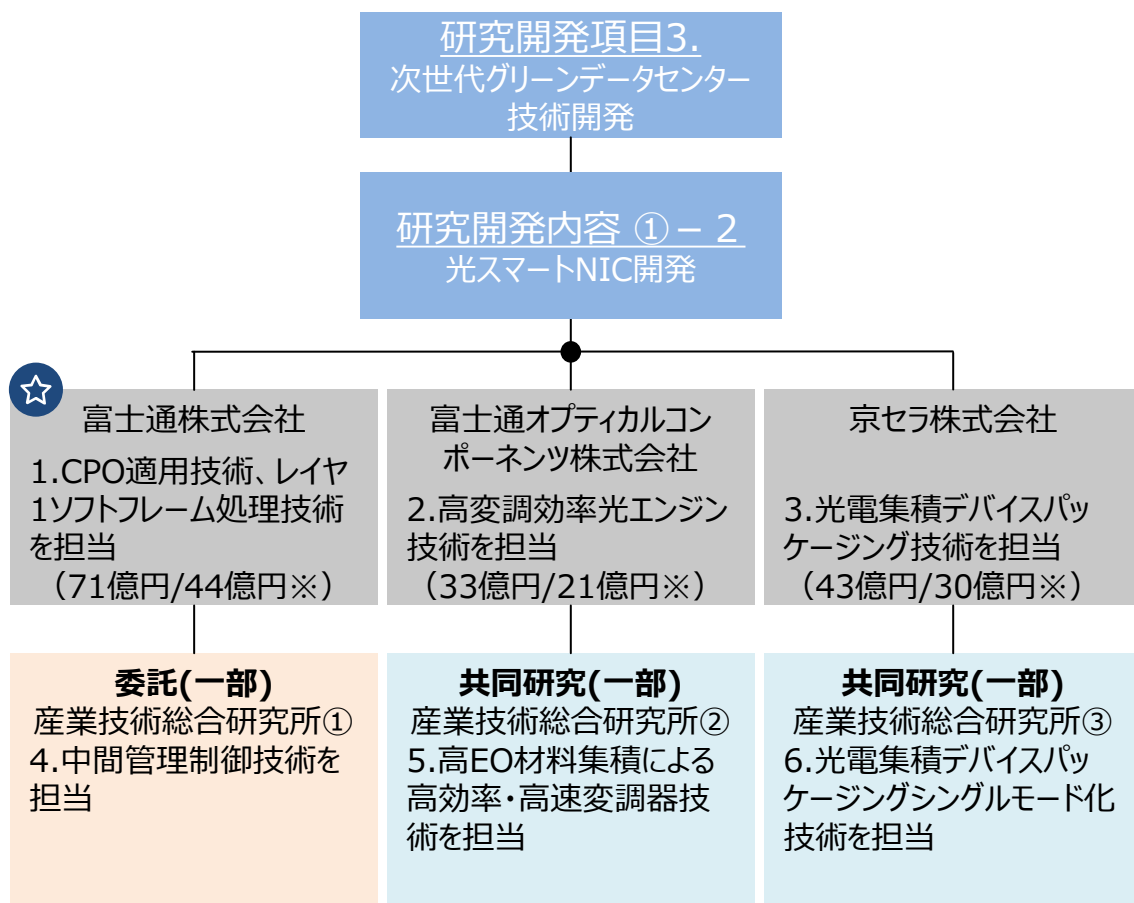 研究開発項目3.
次世代グリーンデータセンター
技術開発
研究開発内容 ①－2
光スマートNIC開発
富士通株式会社
1.CPO適用技術、レイヤ
1ソフトフレーム処理技術
を担当
（71億円/44億円※）
富士通オプティカルコン
ポーネンツ株式会社
2.高変調効率光エンジン
技術を担当
（33億円/21億円※）
京セラ株式会社
3.光電集積デバイスパッ
ケージング技術を担当
（43億円/30億円※）
委託(一部)
産業技術総合研究所①
4.中間管理制御技術を
担当
共同研究(一部)
産業技術総合研究所②
5.高EO材料集積による
高効率・高速変調器技
術を担当
共同研究(一部)
産業技術総合研究所③
6.光電集積デバイスパッ
ケージングシングルモード化
技術を担当